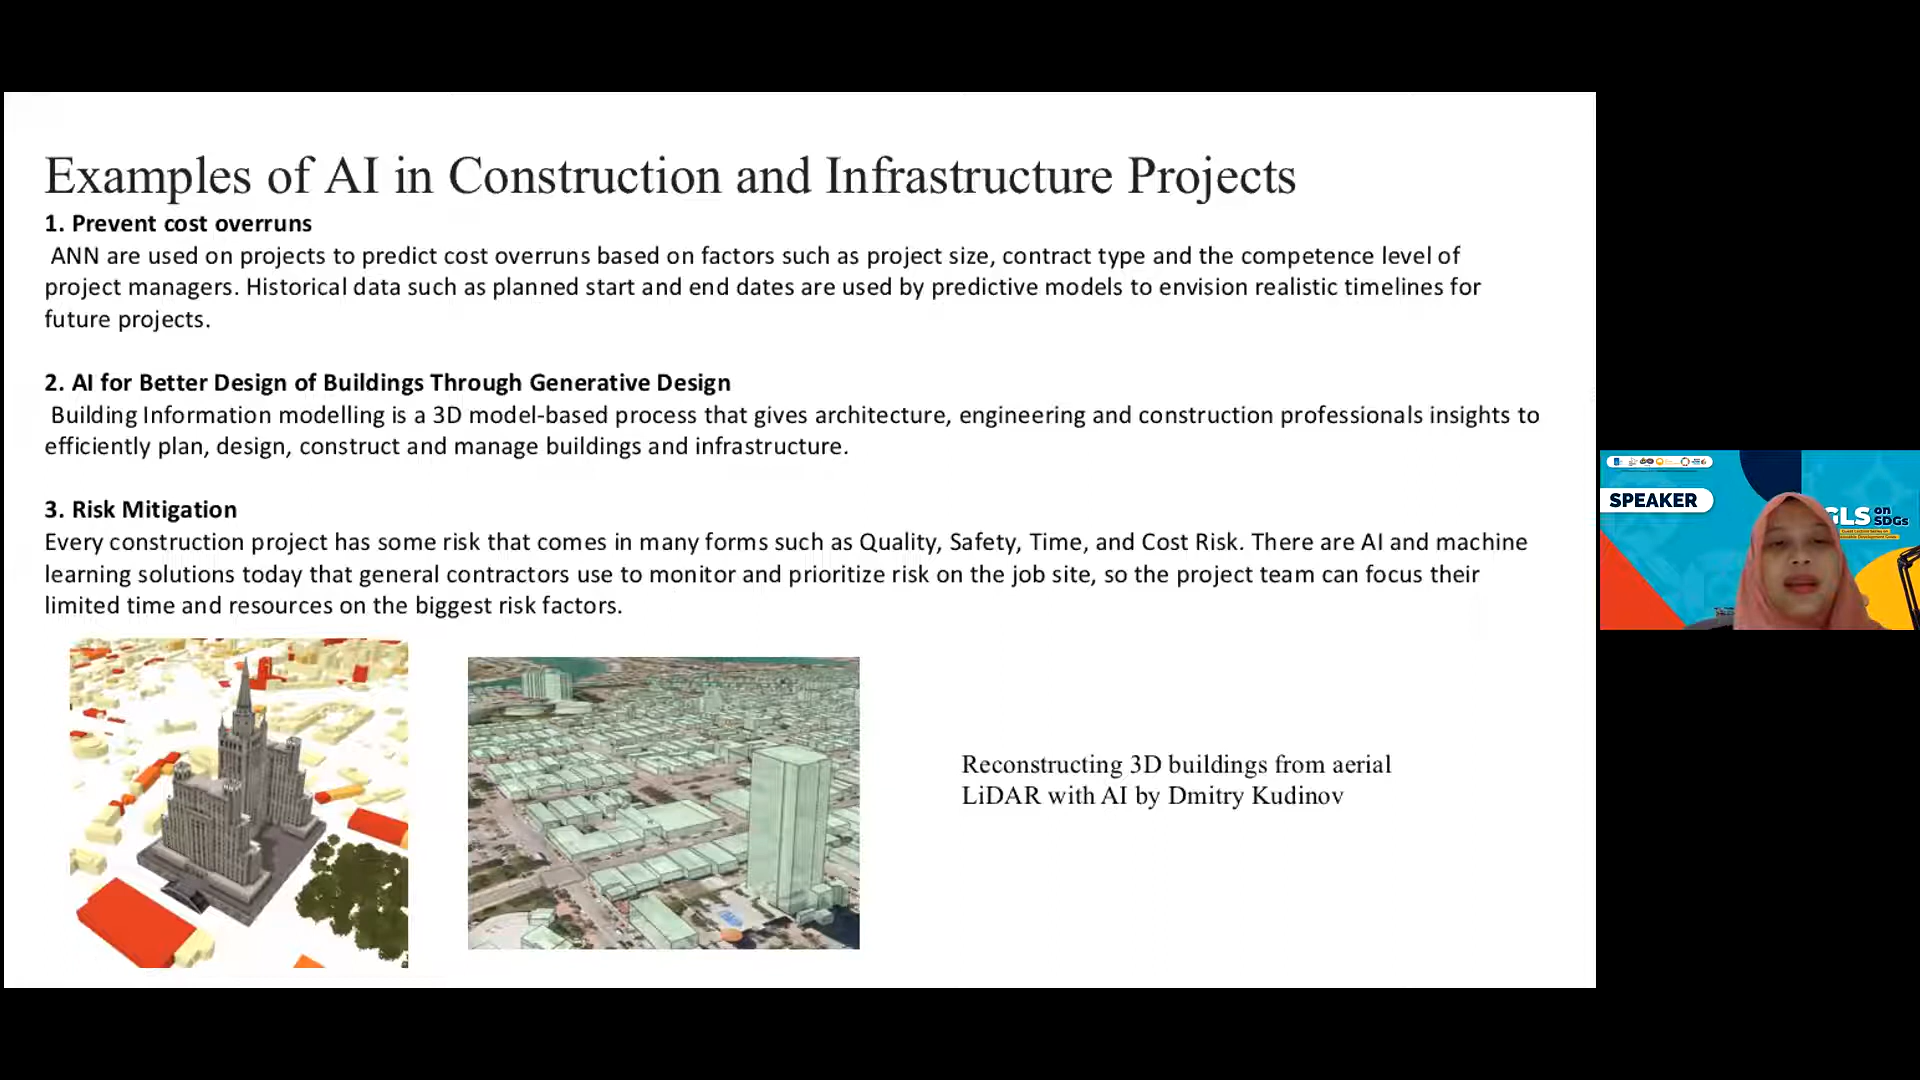 Examples of AI in Construction and Infrastructure Projects
1. Prevent cost overruns
ANN are used on projects to predict cost overruns based on factors such as project size, contract type and the competence level of
project managers. Historical data such as planned start and end dates are used by predictive models to envision realistic timelines for
future projects.
2. AI for Better Design of Buildings Through Generative Design
Building Information modelling is a 3D model-based process that gives architecture, engineering and construction professionals insights to
efficiently plan, design, construct and manage buildings and infrastructure.
3. Risk Mitigation
Every construction project has some risk that comes in many forms such as Quality, Safety, Time, and Cost Risk. There are AI and machine
learning solutions today that general contractors use to monitor and prioritize risk on the job site, so the project team can focus their
limited time and resources on the biggest risk factors.
Reconstructing 3D buildings from aerial
LiDAR with AI by Dmitry Kudinov
SPEAKER
GLS on
SDGs